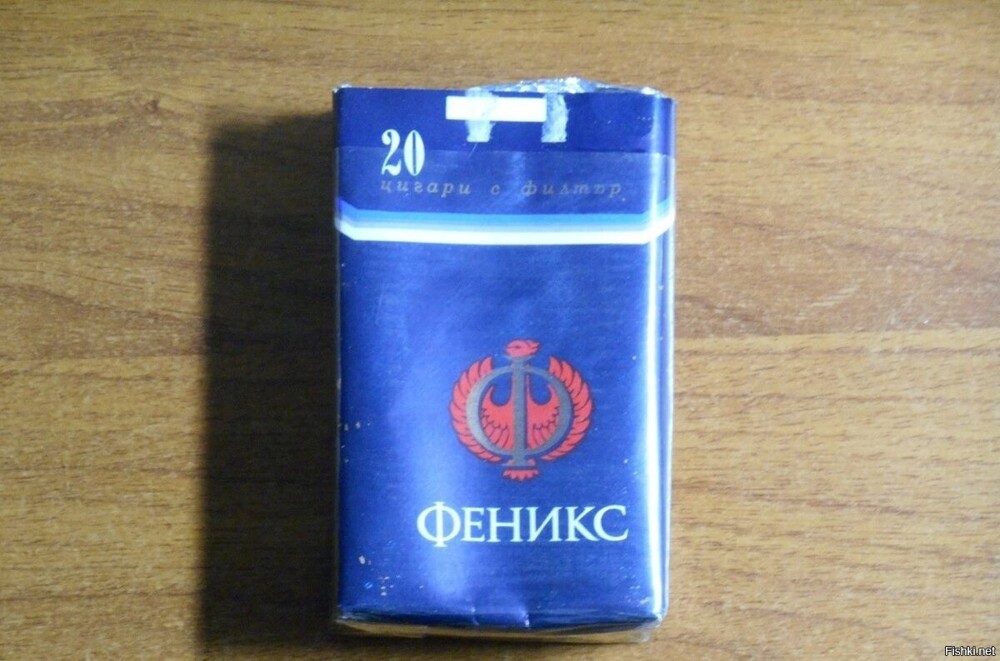 20
цигари с филтър
Ф
ФЕНИКС
Fishki.net